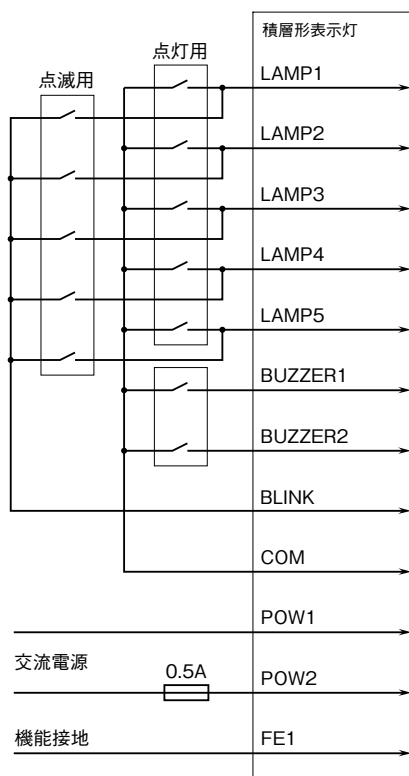 積層形表示灯
点灯用
点滅用
LAMP1
LAMP2
LAMP3
LAMP4
LAMP5
BUZZER1
BUZZER2
BLINK
COM
POW1
交流電源
0.5A
POW2
機能接地
FE1